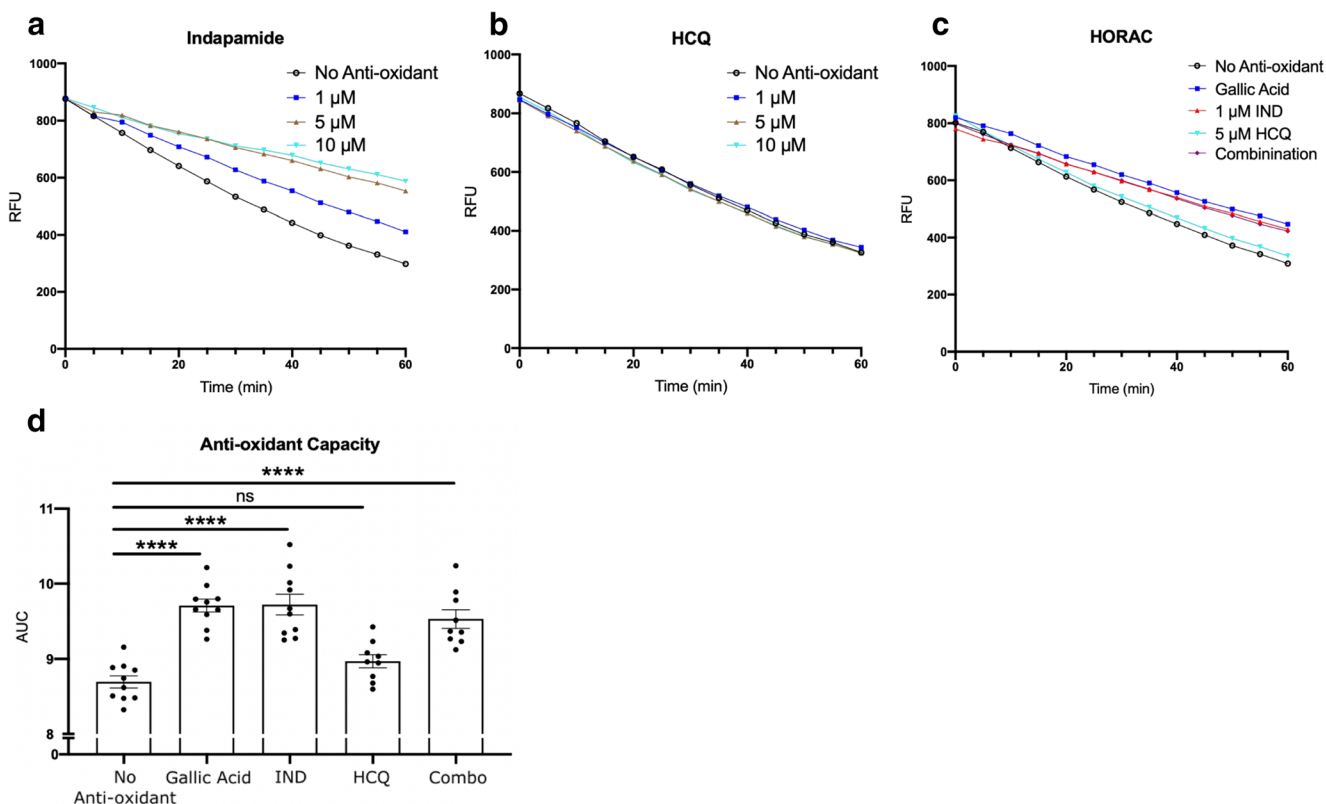 a
Indapamide
1000
800
600
400
200
0
RFU
0
20
40
60
Time (min)
No Anti-oxidant
1 µM
5 µM
10 µM
b
HCQ
1000
800
600
400
200
0
RFU
0
20
40
60
Time (min)
No Anti-oxidant
1 µM
5 µM
10 µM
c
HORAC
1000
800
600
400
200
0
RFU
0
20
40
60
Time (min)
No Anti-oxidant
Gallic Acid
1 µM IND
5 µM HCQ
Combinination
d
Anti-oxidant Capacity
****
ns
****
****
11
10
9
8
0
AUC
No
Anti-oxidant
Gallic Acid
IND
HCQ
Combo